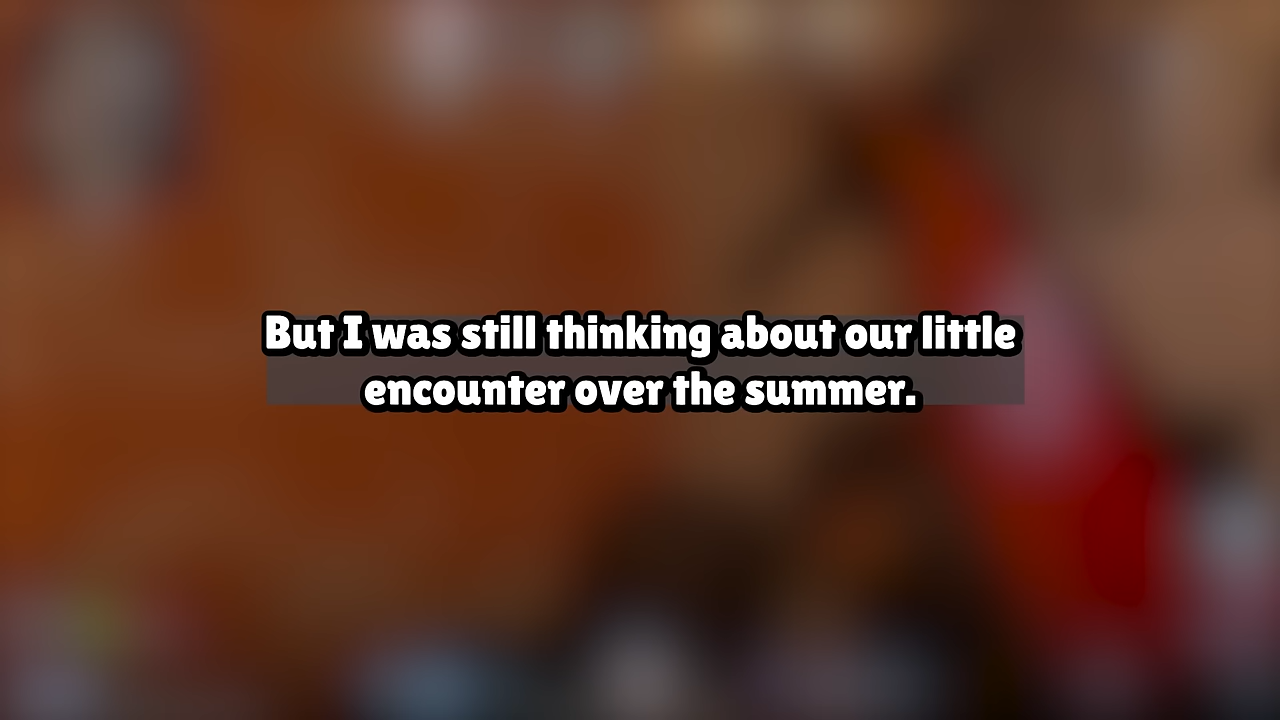 But I was still thinking about our little
encounter over the summer.